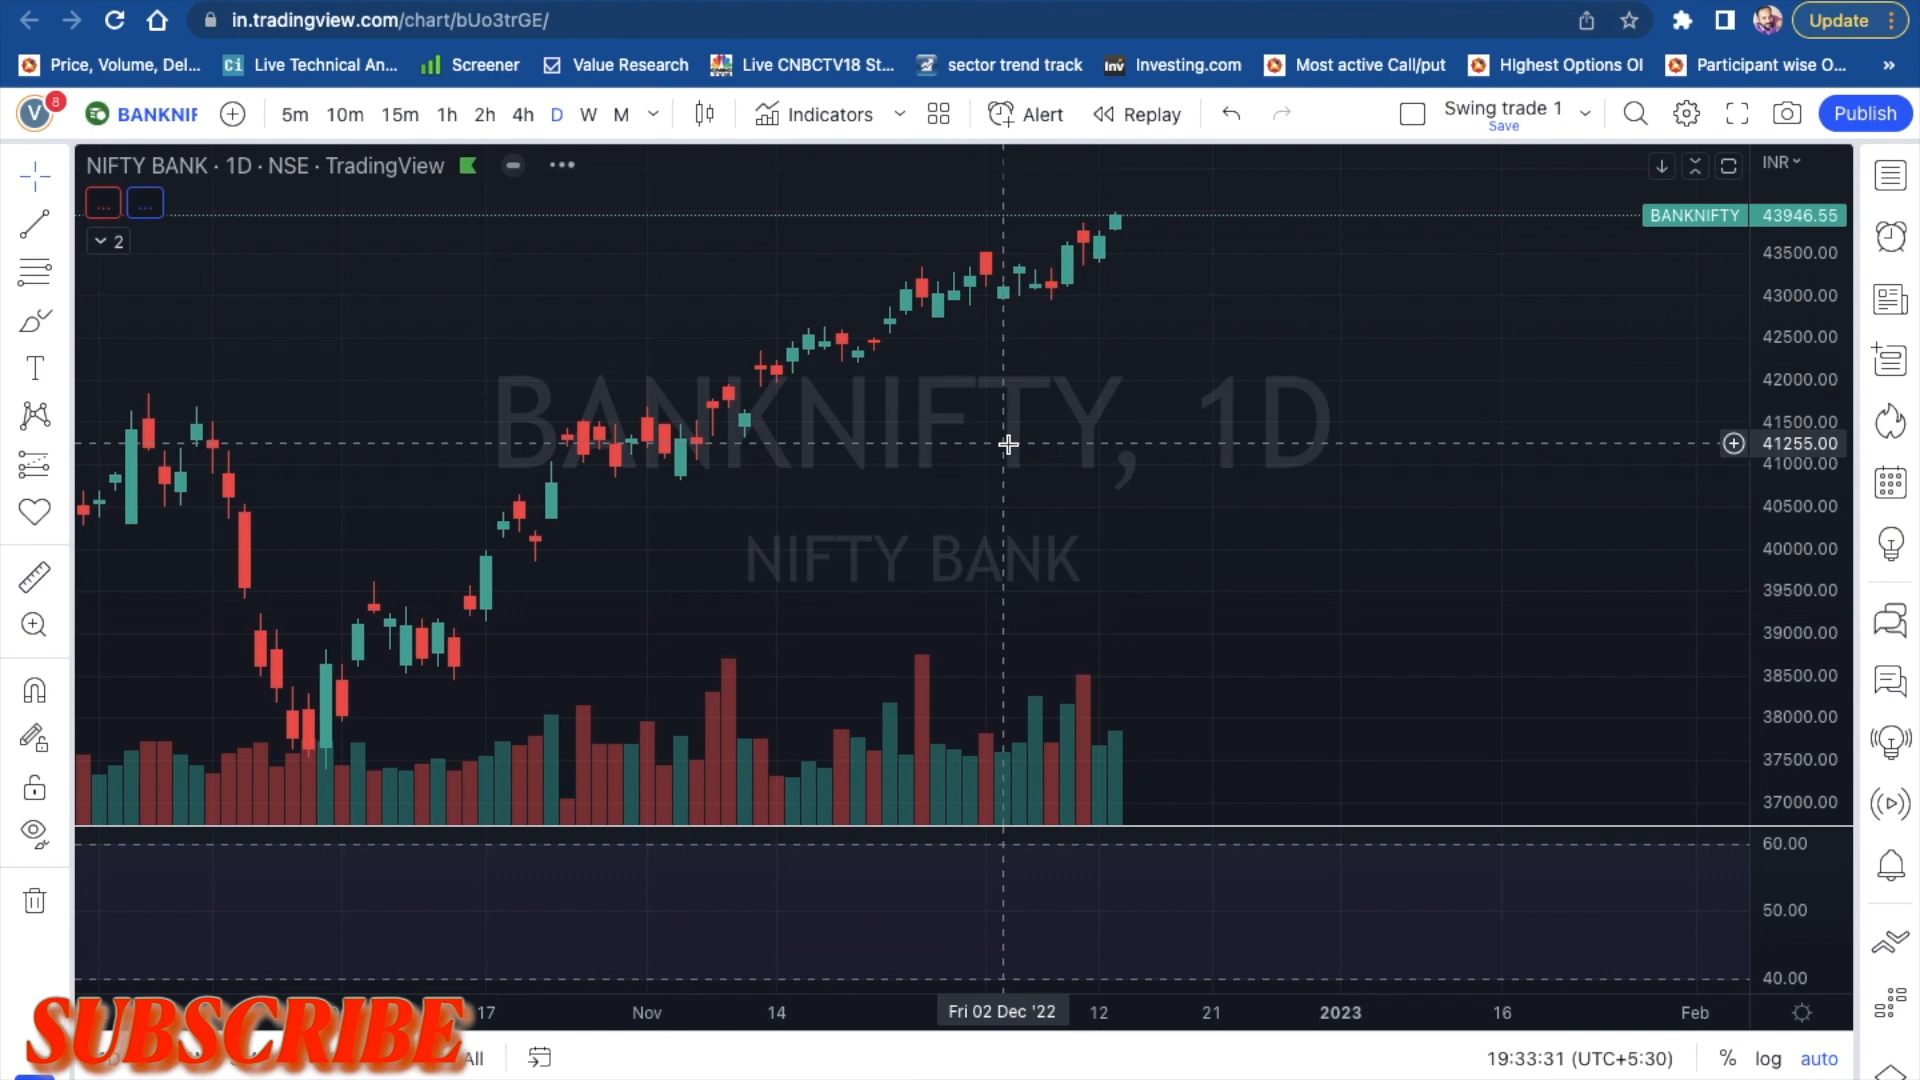 in.tradingview.com/chart/bUo3trGE/
Update
Price, Volume, Del...
Ci Live Technical An...
Screener
Value Research
Live CNBCTV18 St...
sector trend track
Inv Investing.com
Most active Call/put
HIghest Options OI
Participant wise O...
»
V 8 BANKNIF 5m 10m 15m 1h 2h 4h D W M Indicators Alert Replay Swing trade 1 Save Publish
NIFTY BANK · 1D · NSE · TradingView
INR
... ...
2
BANKNIFTY 43946.55
43500.00
43000.00
42500.00
42000.00
41500.00
41255.00
41000.00
40500.00
40000.00
39500.00
39000.00
38500.00
38000.00
37500.00
37000.00
BANKNIFTY, 1D
NIFTY BANK
60.00
50.00
40.00
17 Nov 14 Fri 02 Dec '22 12 21 2023 16 Feb
SUBSCRIBE
All
19:33:31 (UTC+5:30) % log auto